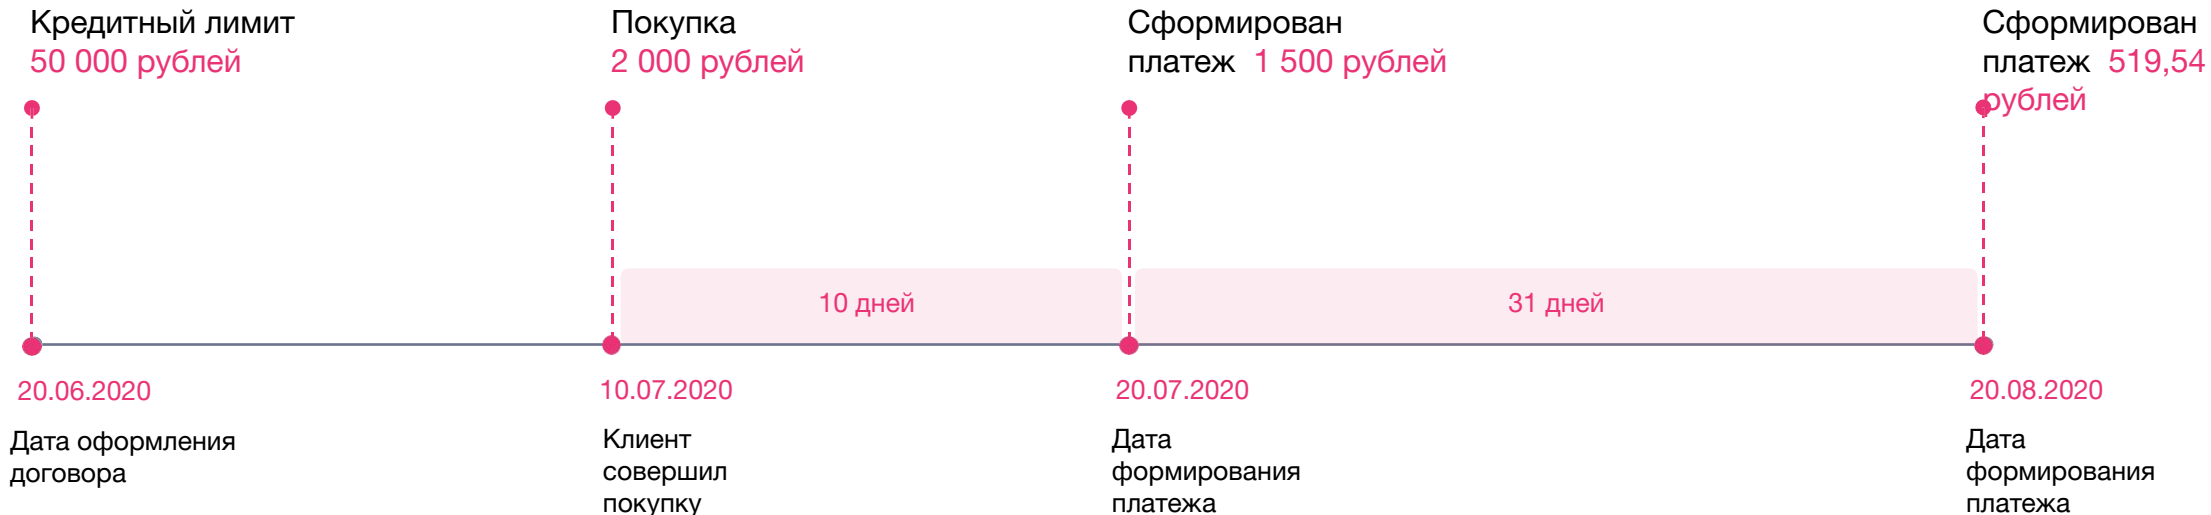 Кредитный лимит
50 000 рублей
Покупка
2 000 рублей
Сформирован
платеж 1 500 рублей
Сформирован
платеж 519,54
рублей
10 дней
31 дней
20.06.2020
Дата оформления
договора
10.07.2020
Клиент
совершил
покупку
20.07.2020
Дата
формирования
платежа
20.08.2020
Дата
формирования
платежа